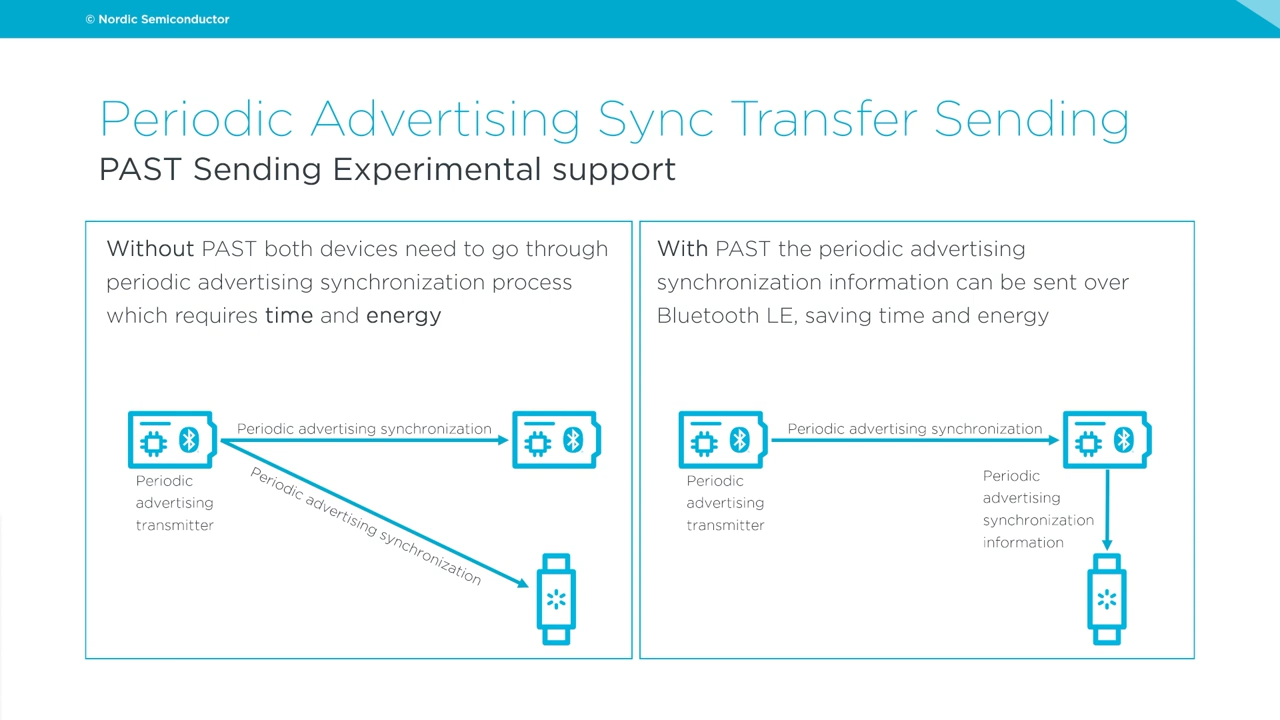 © Nordic Semiconductor
Periodic Advertising Sync Transfer Sending
PAST Sending Experimental support
Without PAST both devices need to go through
periodic advertising synchronization process
which requires time and energy
Periodic advertising synchronization
Periodic advertising synchronization
Periodic
advertising
transmitter
With PAST the periodic advertising
synchronization information can be sent over
Bluetooth LE, saving time and energy
Periodic advertising synchronization
Periodic
advertising
transmitter
Periodic
advertising
synchronization
information